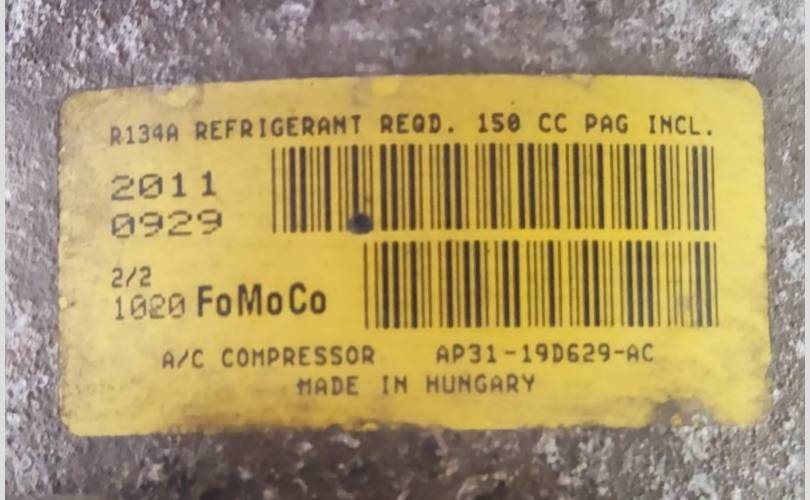 R134A REFRIGERANT REQD. 150 CC PAG INCL.
2011
0929
2/2
1020 FoMoCo
A/C COMPRESSOR AP31-19D629-AC
MADE IN HUNGARY